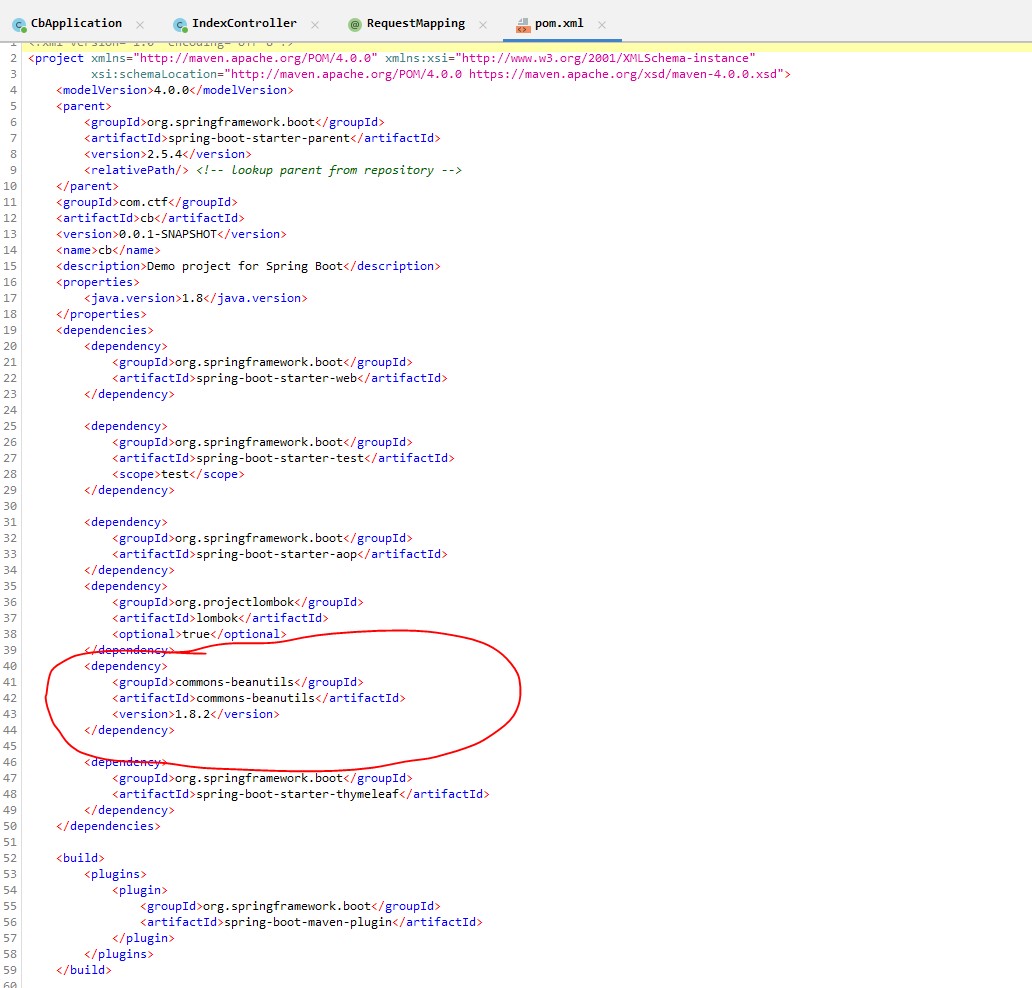 CbApplication IndexController RequestMapping pom.xml
1 <?xml version="1.0" encoding="UTF-8"?>
2 <project xmlns="http://maven.apache.org/POM/4.0.0" xmlns:xsi="http://www.w3.org/2001/XMLSchema-instance"
3 xsi:schemaLocation="http://maven.apache.org/POM/4.0.0 https://maven.apache.org/xsd/maven-4.0.0.xsd">
4 <modelVersion>4.0.0</modelVersion>
5 <parent>
6 <groupId>org.springframework.boot</groupId>
7 <artifactId>spring-boot-starter-parent</artifactId>
8 <version>2.5.4</version>
9 <relativePath/> <!-- lookup parent from repository -->
10 </parent>
11 <groupId>com.ctf</groupId>
12 <artifactId>cb</artifactId>
13 <version>0.0.1-SNAPSHOT</version>
14 <name>cb</name>
15 <description>Demo project for Spring Boot</description>
16 <properties>
17 <java.version>1.8</java.version>
18 </properties>
19 <dependencies>
20 <dependency>
21 <groupId>org.springframework.boot</groupId>
22 <artifactId>spring-boot-starter-web</artifactId>
23 </dependency>
24
25 <dependency>
26 <groupId>org.springframework.boot</groupId>
27 <artifactId>spring-boot-starter-test</artifactId>
28 <scope>test</scope>
29 </dependency>
30
31 <dependency>
32 <groupId>org.springframework.boot</groupId>
33 <artifactId>spring-boot-starter-aop</artifactId>
34 </dependency>
35 <dependency>
36 <groupId>org.projectlombok</groupId>
37 <artifactId>lombok</artifactId>
38 <optional>true</optional>
39 </dependency>
40 <dependency>
41 <groupId>commons-beanutils</groupId>
42 <artifactId>commons-beanutils</artifactId>
43 <version>1.8.2</version>
44 </dependency>
45
46 <dependency>
47 <groupId>org.springframework.boot</groupId>
48 <artifactId>spring-boot-starter-thymeleaf</artifactId>
49 </dependency>
50 </dependencies>
51
52 <build>
53 <plugins>
54 <plugin>
55 <groupId>org.springframework.boot</groupId>
56 <artifactId>spring-boot-maven-plugin</artifactId>
57 </plugin>
58 </plugins>
59 </build>
60